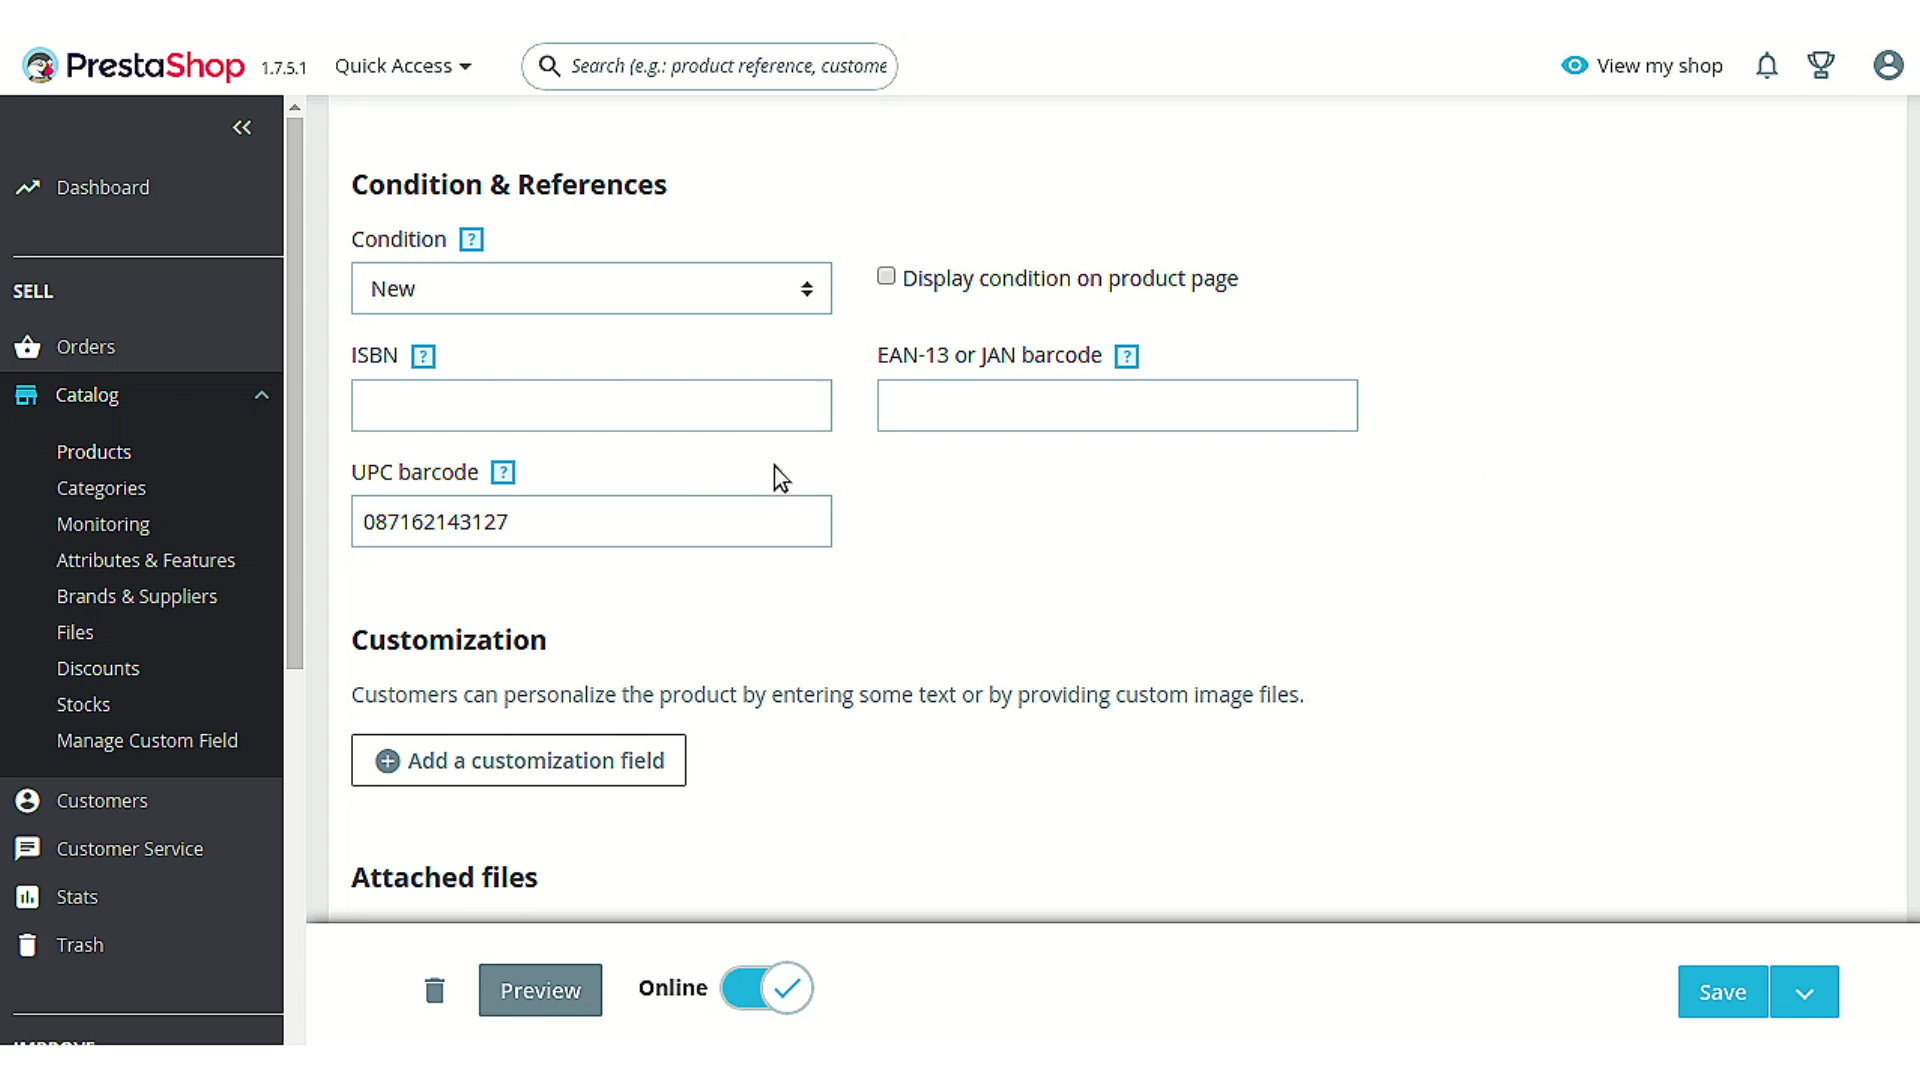 PrestaShop 1.7.5.1 Quick Access Search (e.g.: product reference, custome View my shop
Dashboard
SELL
Orders
Catalog
Products
Categories
Monitoring
Attributes & Features
Brands & Suppliers
Files
Discounts
Stocks
Manage Custom Field
Customers
Customer Service
Stats
Trash
Condition & References
Condition ?
New
Display condition on product page
ISBN ?
EAN-13 or JAN barcode ?
UPC barcode ?
087162143127
Customization
Customers can personalize the product by entering some text or by providing custom image files.
Add a customization field
Attached files
Preview Online Save